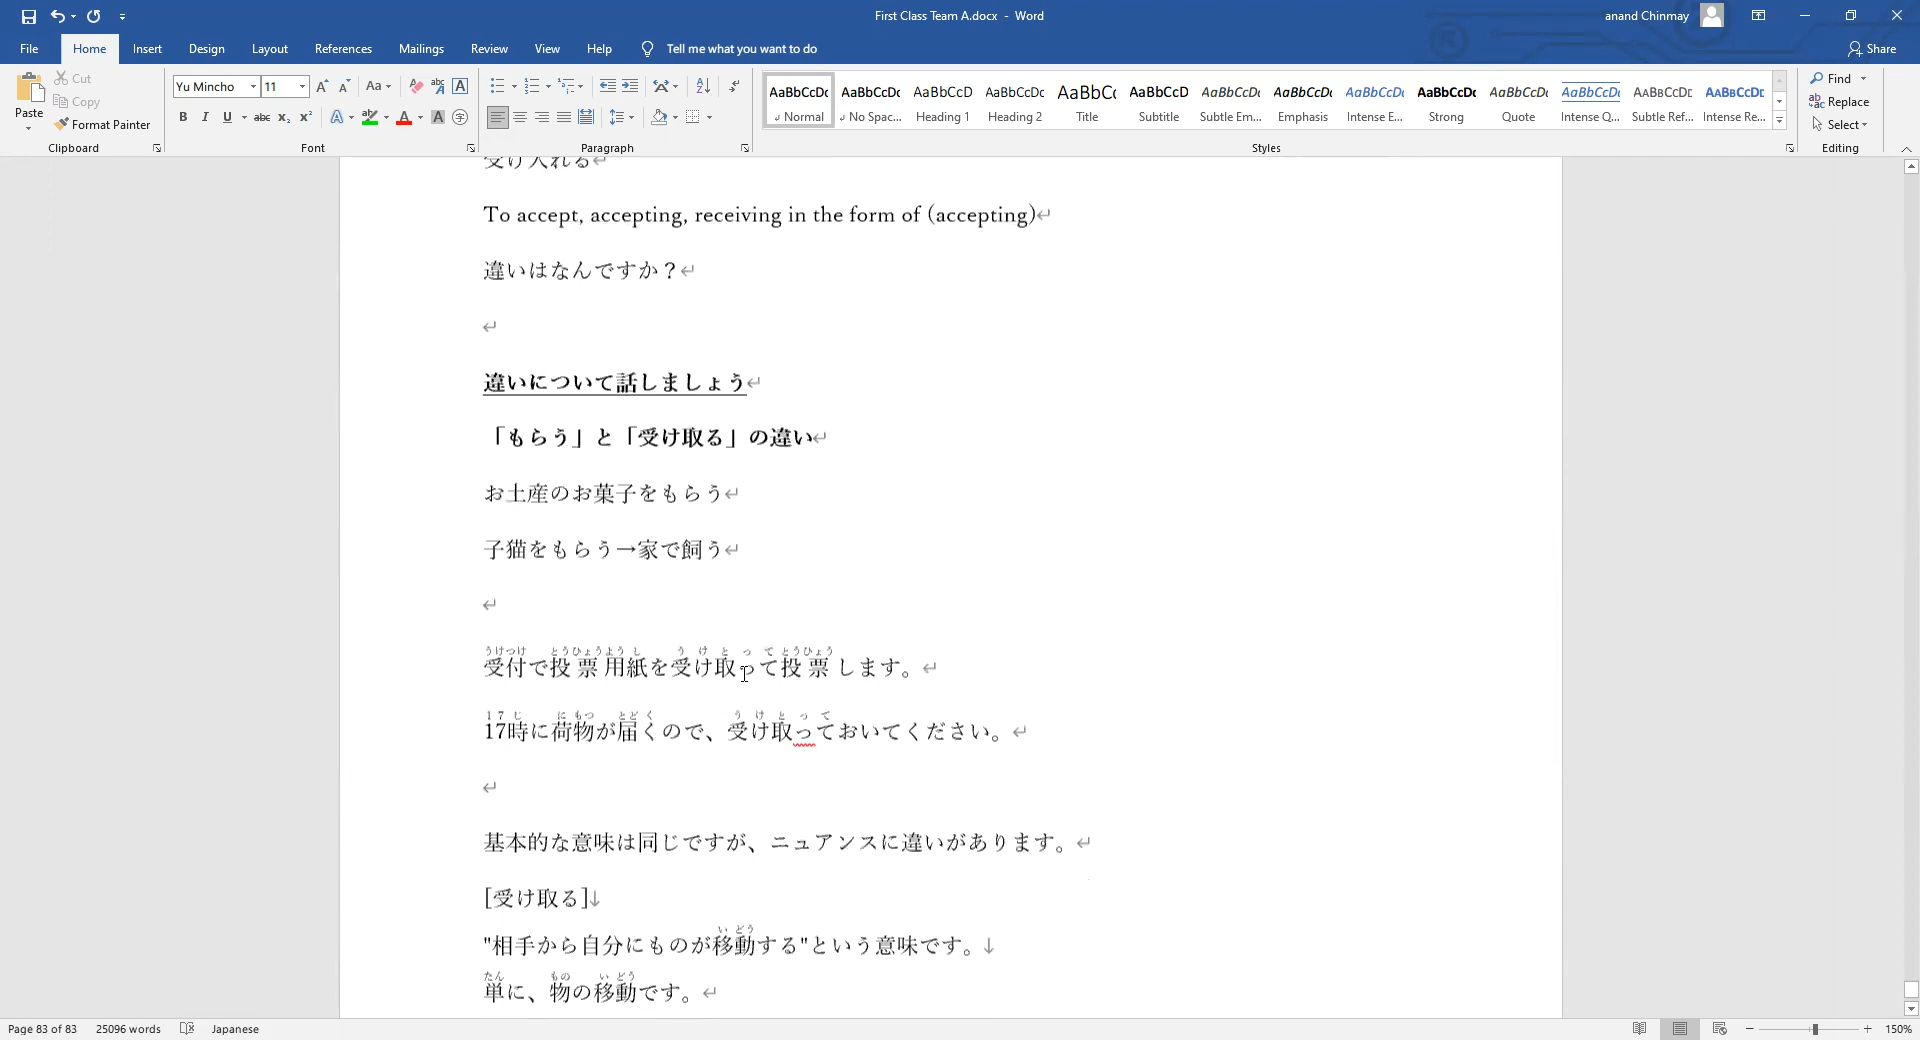 First Class Team A.docx - Word
anand Chinmay
File Home Insert Design Layout References Mailings Review View Help Tell me what you want to do Share
Paste
Cut
Copy
Format Painter
Clipboard
Yu Mincho 11
Font
Paragraph
AaBbCcDc AaBbCcDc AaBbCcD AaBbCcDc AaBbCc AaBbCcD AaBbCcDc AaBbCcDc AaBbCcDc AaBbCcDc AaBbCcDc AaBbCcDc AaBbCcDc AaBbCcDc
Normal No Spac... Heading 1 Heading 2 Title Subtitle Subtle Em... Emphasis Intense E... Strong Quote Intense Q... Subtle Ref... Intense Re...
Styles
Find
Replace
Select
Editing
受け入れる
To accept, accepting, receiving in the form of (accepting)
違いはなんですか？
違いについて話しましょう
「もらう」と「受け取る」の違い
お土産のお菓子をもらう
子猫をもらう→家で飼う
うけつけ とうひょうようし うけとって とうひょう
受付で投票用紙を受け取って投票します。
17じ にもつ とどく うけとって
17時に荷物が届くので、受け取っておいてください。
基本的な意味は同じですが、ニュアンスに違いがあります。
[受け取る]↓
いどう
"相手から自分にものが移動する"という意味です。↓
たん もの いどう
単に、物の移動です。
Page 83 of 83 25096 words Japanese 150%